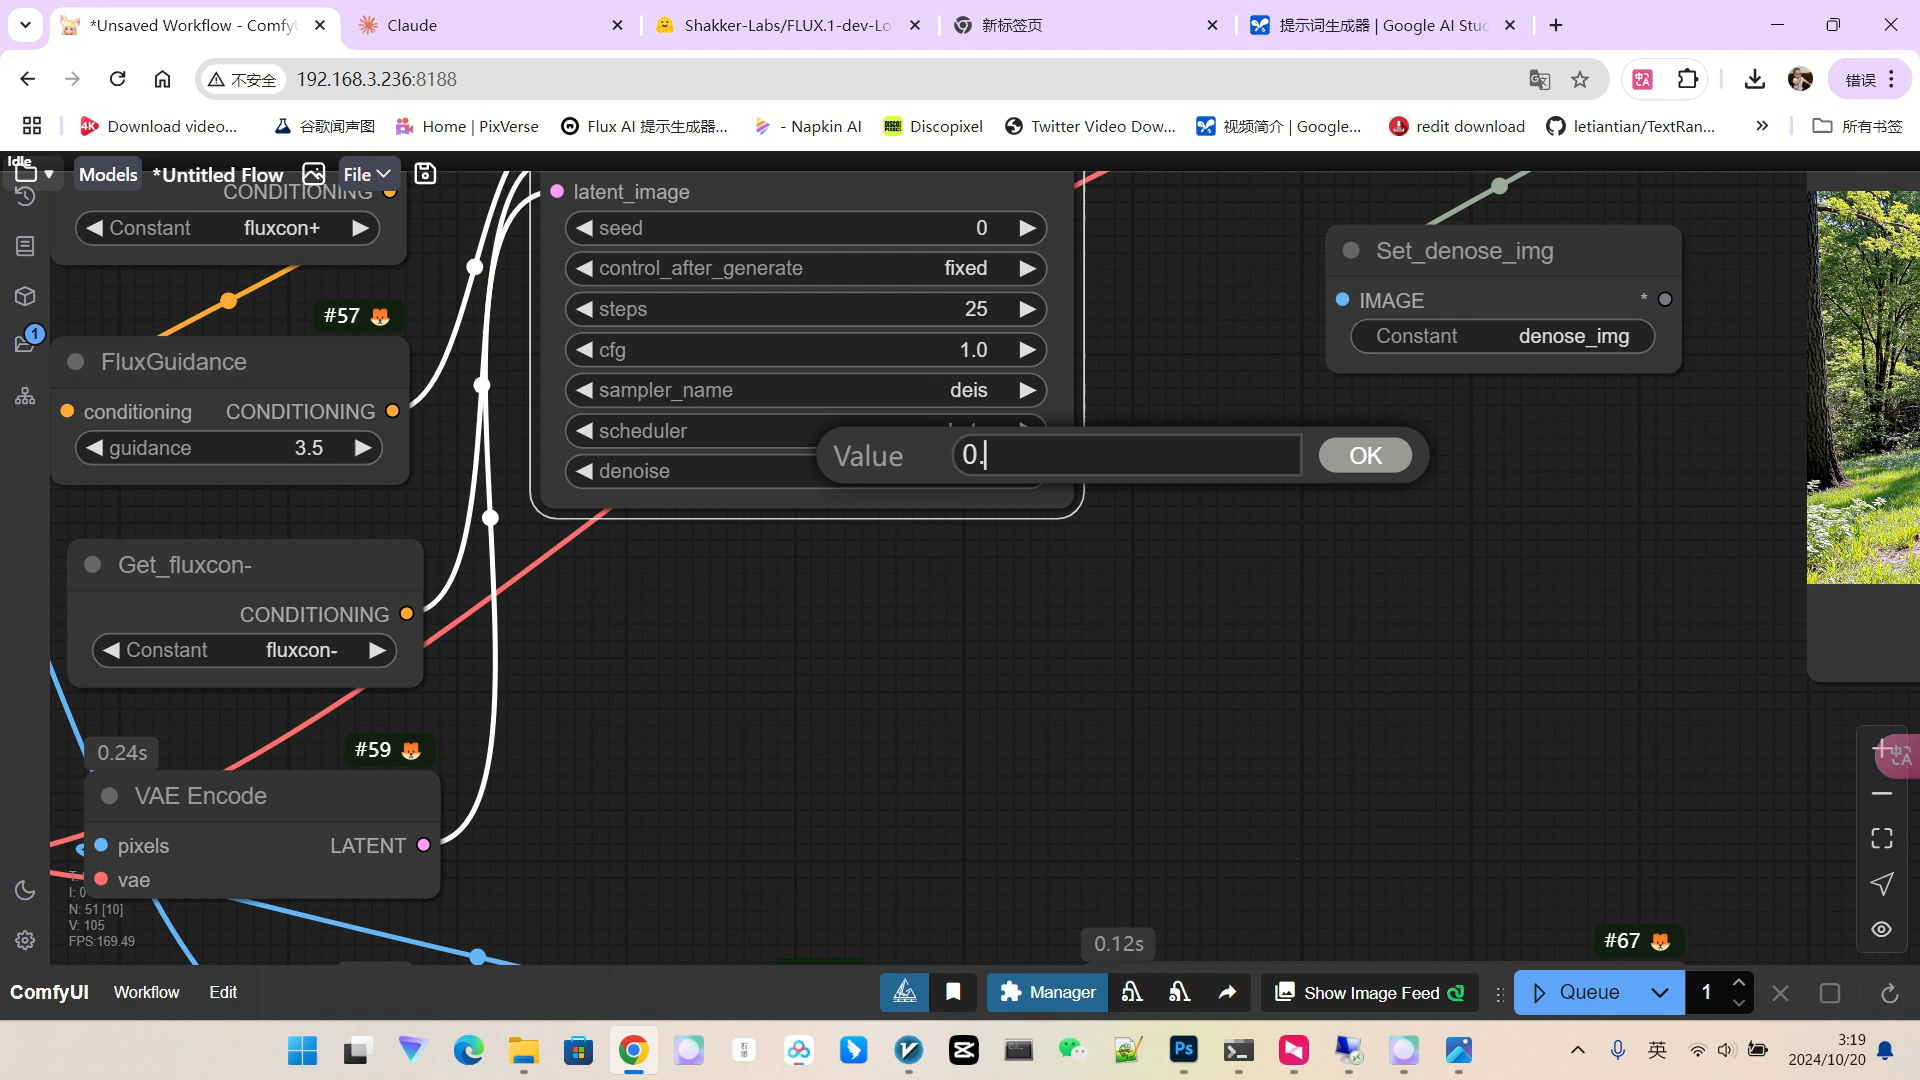 *Unsaved Workflow - ComfyU
Claude
Shakker-Labs/FLUX.1-dev-Lo
新标签页
提示词生成器 | Google AI Stud
不安全
192.168.3.236:8188
错误
Download video...
谷歌闻声图
Home | PixVerse
Flux AI 提示生成器...
- Napkin AI
Discopixel
Twitter Video Dow...
视频简介 | Google...
redit download
letiantian/TextRan...
所有书签
Idle
Models
*Untitled Flow
File
CONDITIONING
Constant fluxcon+
#57
FluxGuidance
conditioning CONDITIONING
guidance 3.5
Get_fluxcon-
CONDITIONING
Constant fluxcon-
0.24s
#59
VAE Encode
pixels LATENT
vae
I: 0
N: 51 [10]
V: 105
FPS:169.49
latent_image
seed 0
control_after_generate fixed
steps 25
cfg 1.0
sampler_name deis
scheduler
denoise
Value 0. OK
Set_denose_img
IMAGE *
Constant denose_img
1
0.12s
#67
ComfyUI Workflow Edit
Manager
Show Image Feed
Queue 1
英
3:19
2024/10/20